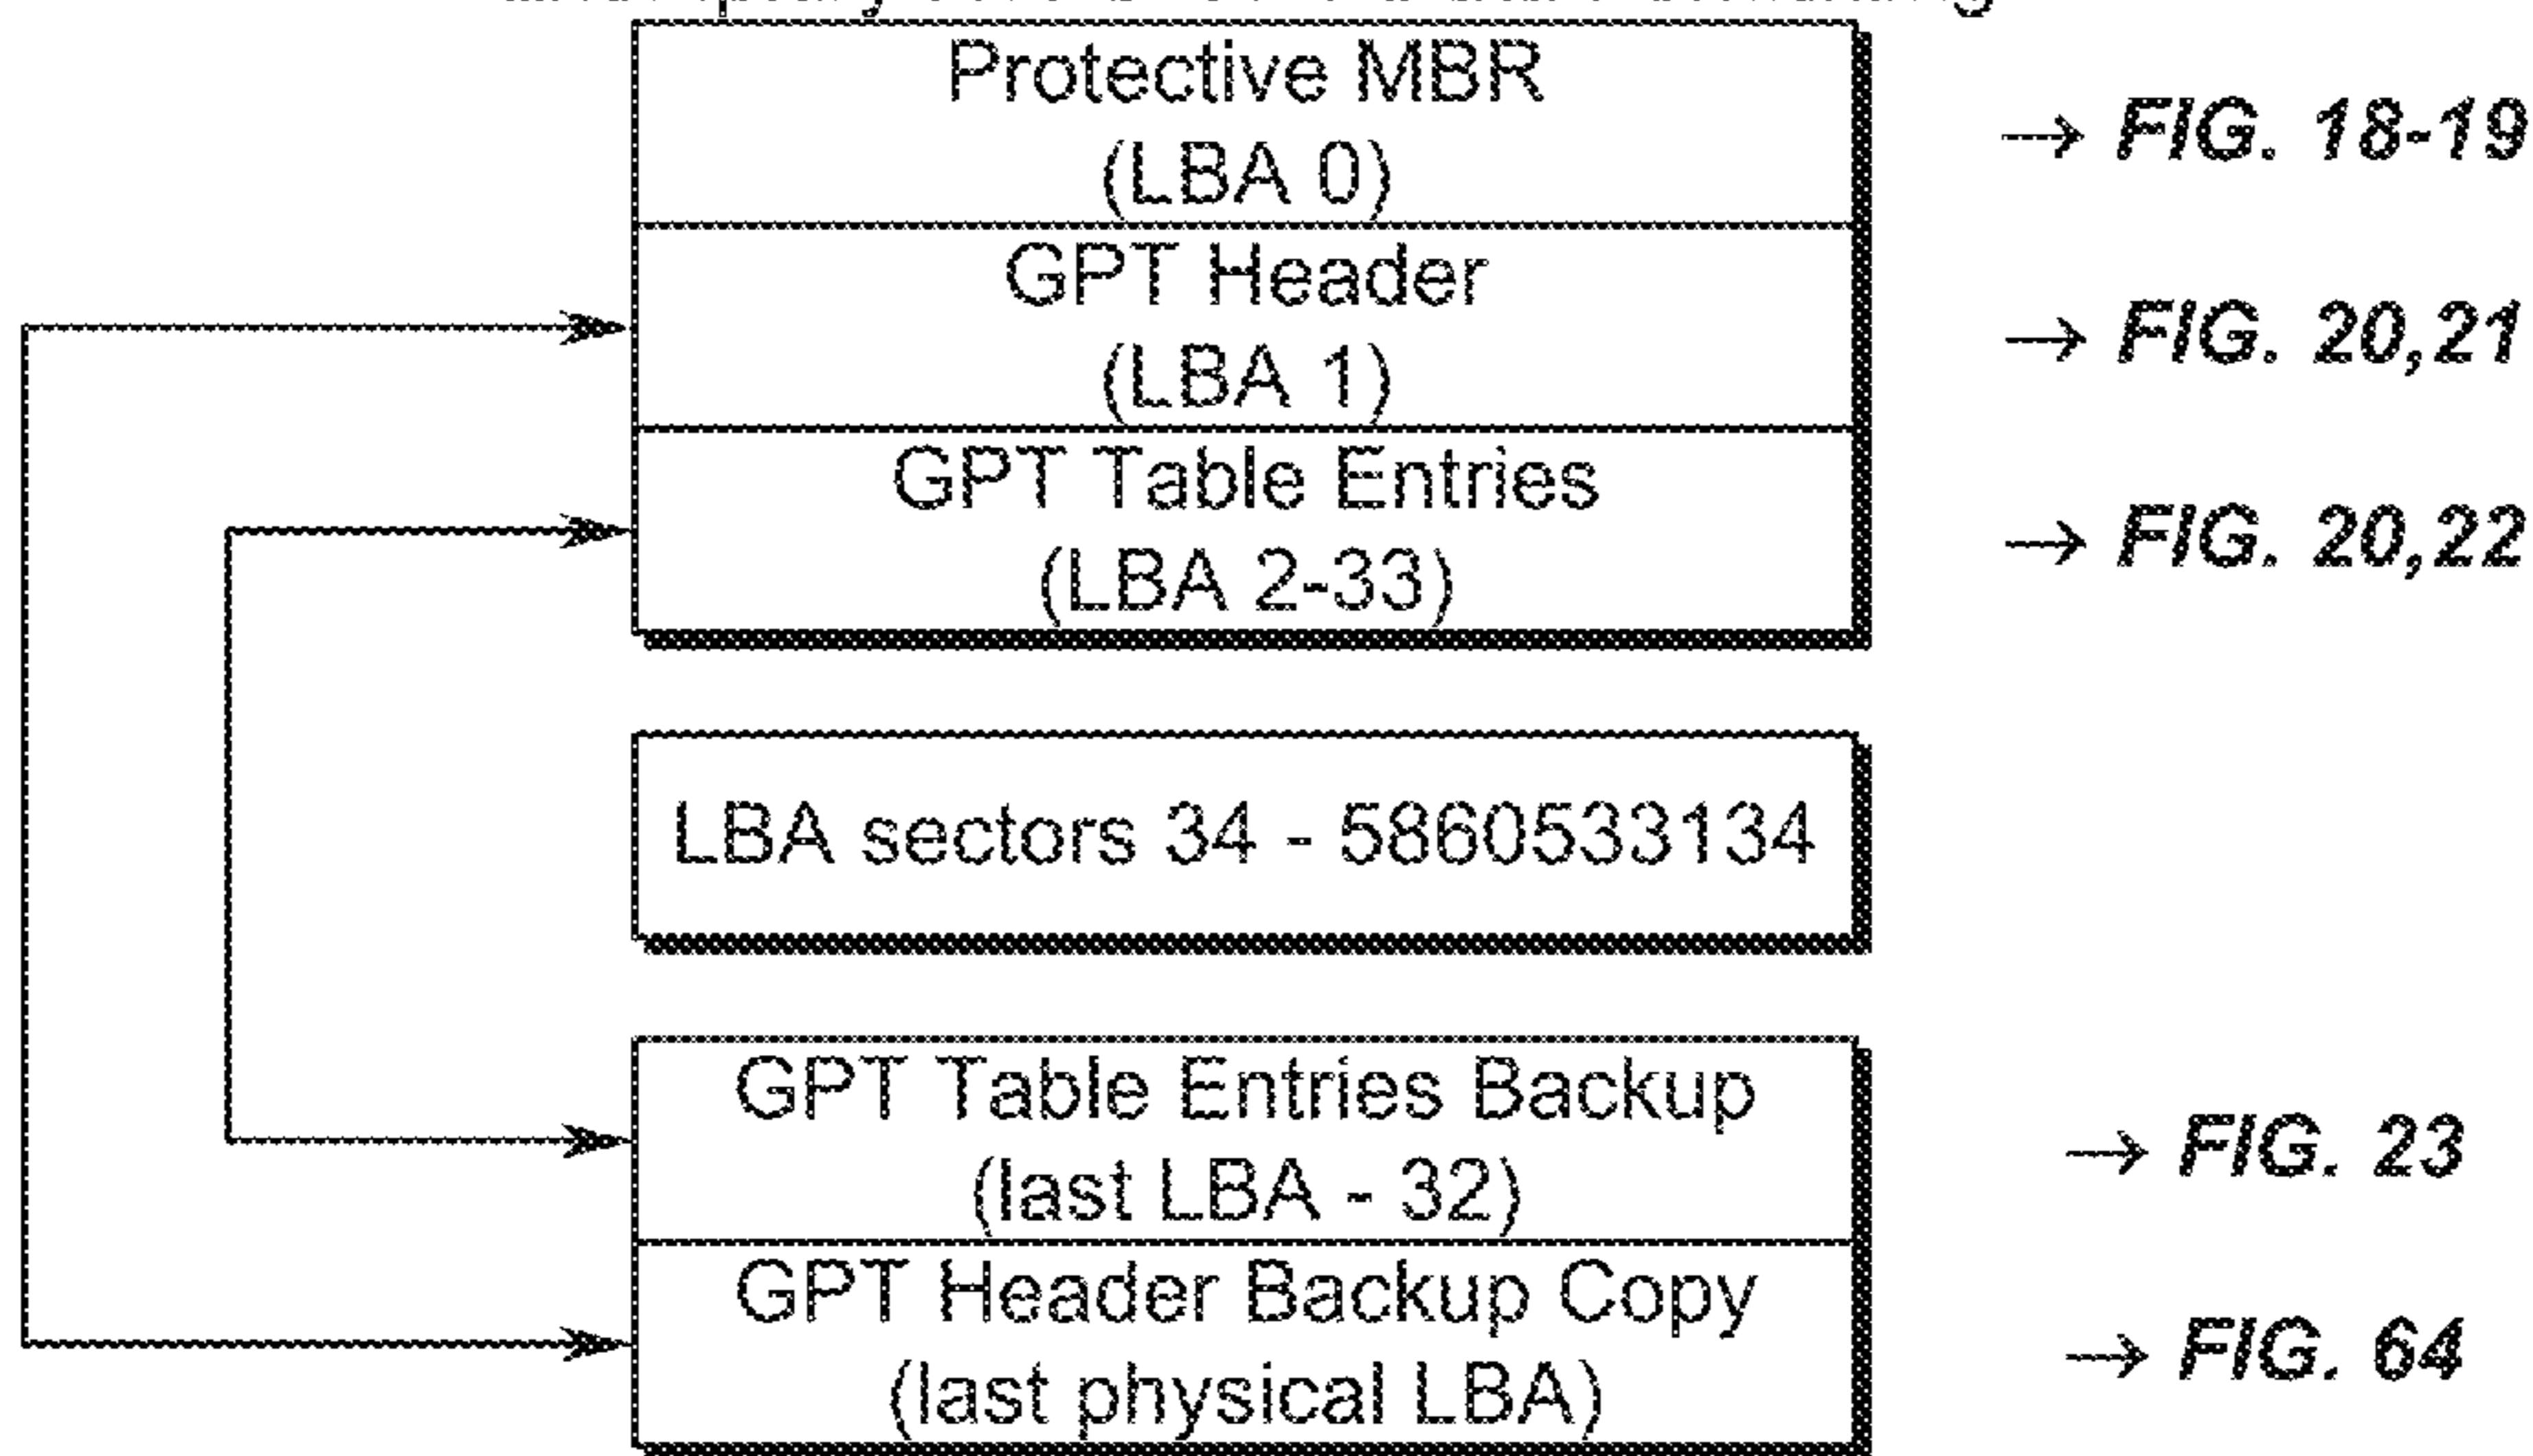 Protective MBR
(LBA 0)
→ FIG. 18-19
GPT Header
(LBA 1)
→ FIG. 20,21
GPT Table Entries
(LBA 2-33)
→ FIG. 20,22
LBA sectors 34 - 5860533134
GPT Table Entries Backup
(last LBA - 32)
→ FIG. 23
GPT Header Backup Copy
(last physical LBA)
→ FIG. 64